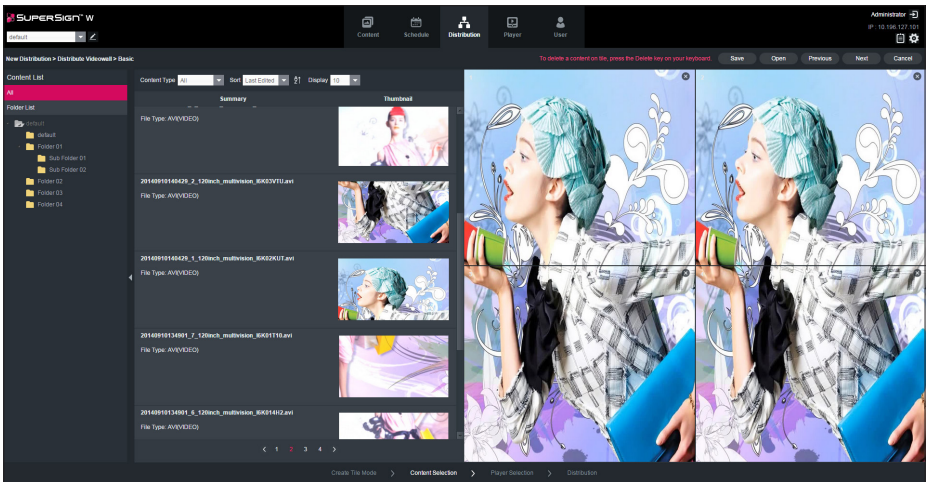 SUPERSIGN™ W
Administrator
IP : 10.196.127.101
default
Content
Schedule
Distribution
Player
User
New Distribution > Distribute Videowall > Basic
To delete a content on tile, press the Delete key on your keyboard.
Save
Open
Previous
Next
Cancel
Content List
All
Folder List
default
default
Folder 01
Sub Folder 01
Sub Folder 02
Folder 02
Folder 03
Folder 04
Content Type All Sort Last Edited Display 10
Summary
Thumbnail
File Type: AVI(VIDEO)
20140910140429_2_120inch_multivision_I6K03VTU.avi
File Type: AVI(VIDEO)
20140910140429_1_120inch_multivision_I6K02KUT.avi
File Type: AVI(VIDEO)
20140910134901_7_120inch_multivision_I6K01T10.avi
File Type: AVI(VIDEO)
20140910134901_6_120inch_multivision_I6K014H2.avi
File Type: AVI(VIDEO)
< 1 2 3 4 >
Create Tile Mode > Content Selection > Player Selection > Distribution